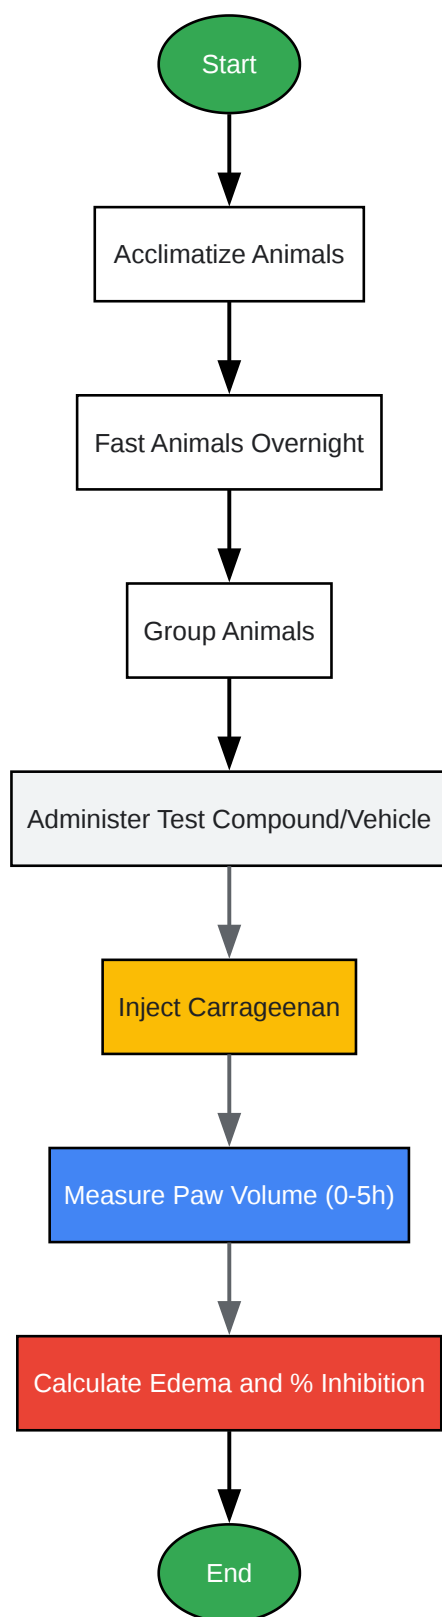 Start
Acclimatize Animals
Fast Animals Overnight
Group Animals
Administer Test Compound/Vehicle
Inject Carrageenan
Measure Paw Volume (0-5h)
Calculate Edema and % Inhibition
End